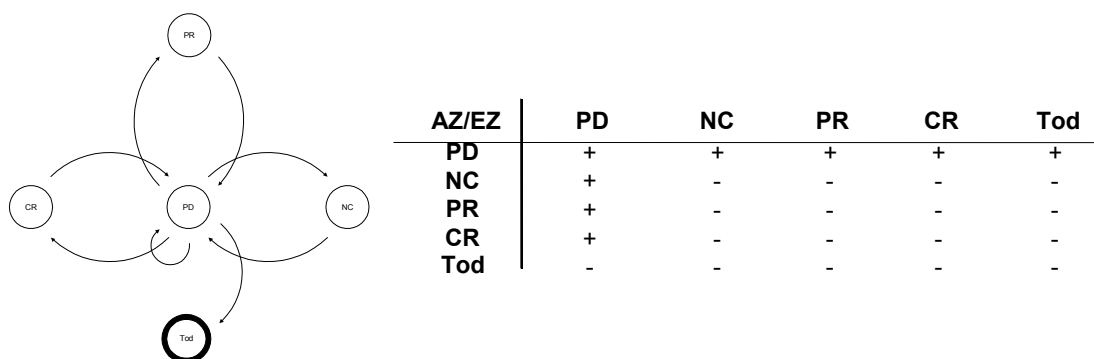 PR
CR
PD
NC
Tod
AZ/EZ PD NC PR CR Tod
PD + + + + +
NC + - - - -
PR + - - - -
CR + - - - -
Tod - - - - -